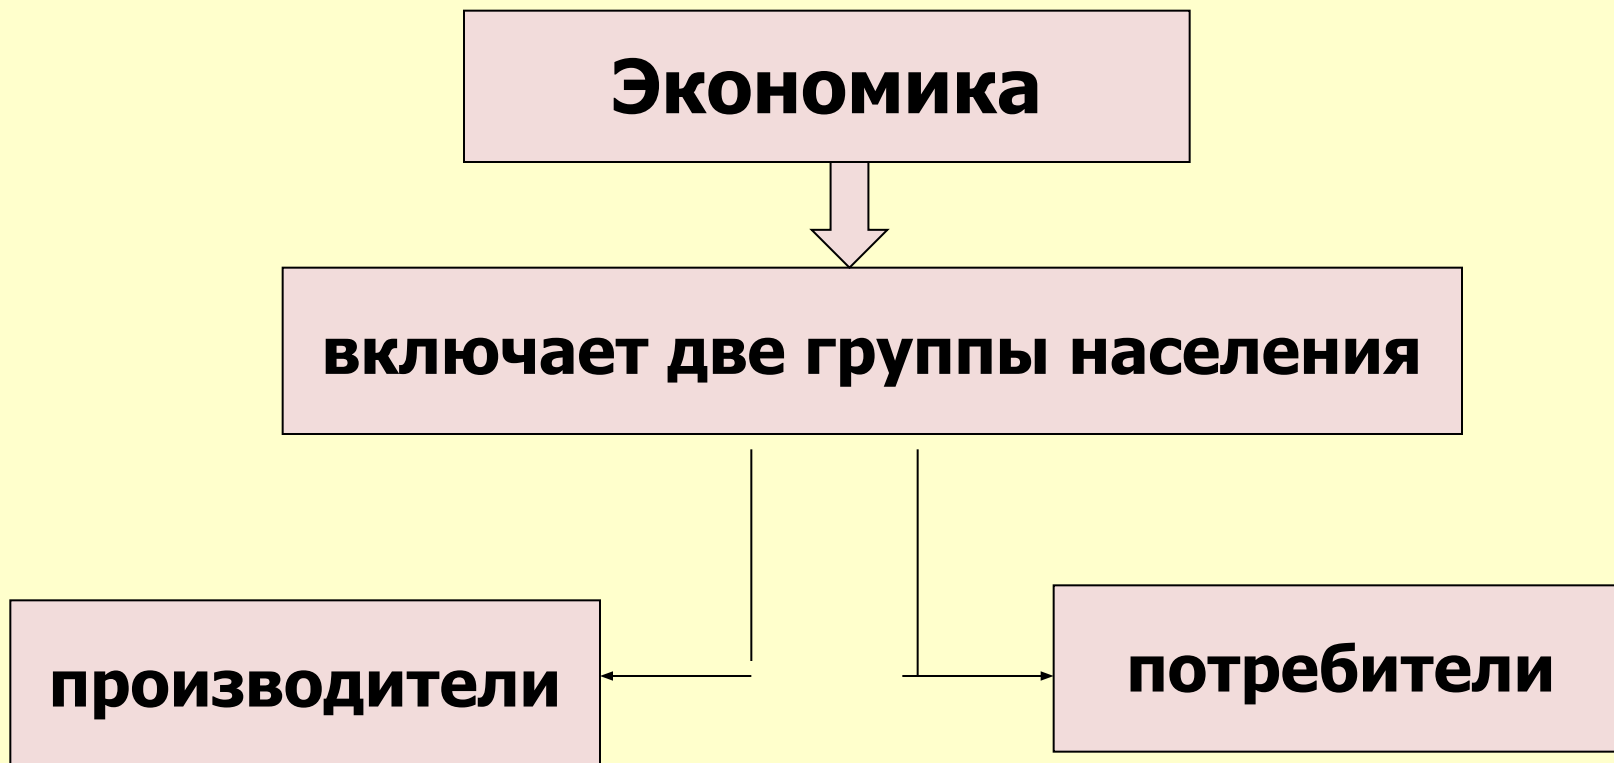 Экономика
включает две группы населения
производители
потребители